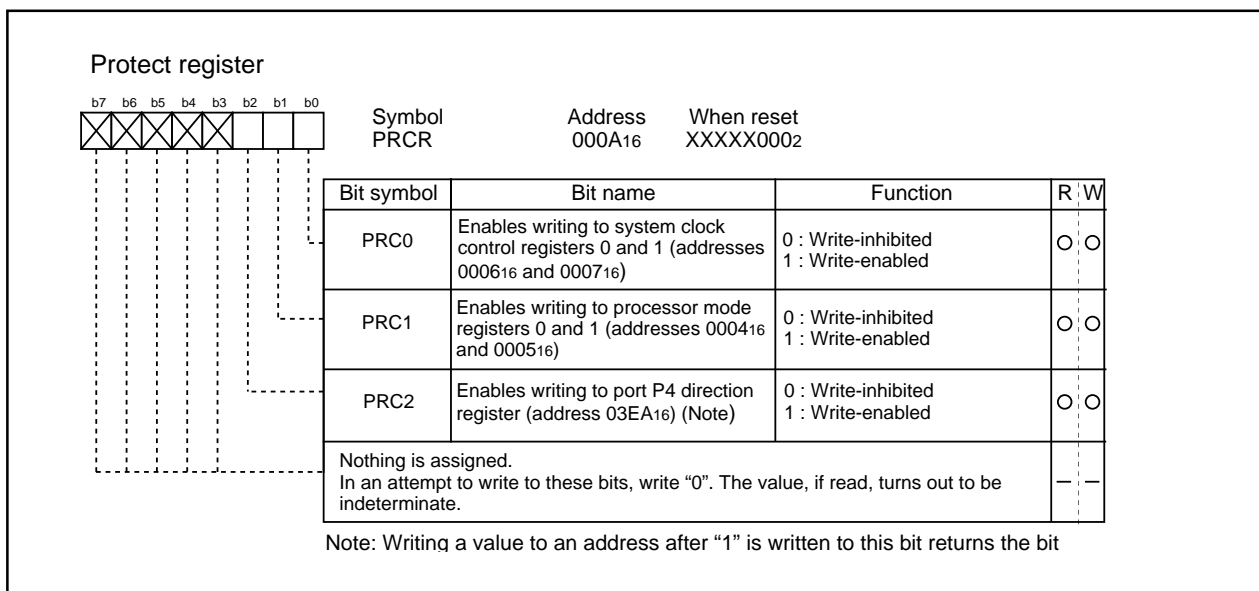 Protect register
b7 b6 b5 b4 b3 b2 b1 b0
Symbol Address When reset
PRCR 000A16 XXXXX0002
Bit symbol Bit name Function R W
PRC0 Enables writing to system clock control registers 0 and 1 (addresses 000616 and 000716) 0 : Write-inhibited 1 : Write-enabled
PRC1 Enables writing to processor mode registers 0 and 1 (addresses 000416 and 000516) 0 : Write-inhibited 1 : Write-enabled
PRC2 Enables writing to port P4 direction register (address 03EA16) (Note) 0 : Write-inhibited 1 : Write-enabled
Nothing is assigned.
In an attempt to write to these bits, write “0”. The value, if read, turns out to be
indeterminate.
Note: Writing a value to an address after “1” is written to this bit returns the bit